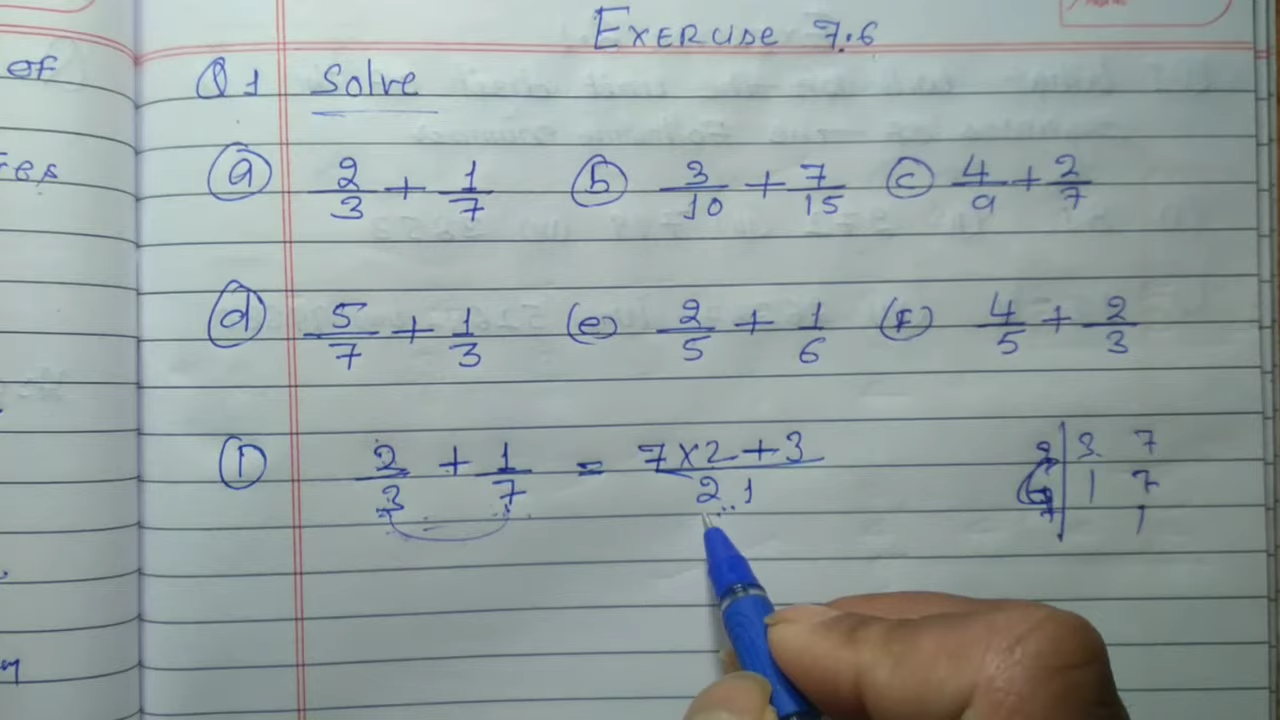 Exercise 7.6
of
Q1 Solve
(a) 2/3 + 1/7 (b) 3/10 + 7/15 (c) 4/9 + 2/7
(d) 5/7 + 1/3 (e) 2/5 + 1/6 (f) 4/5 + 2/3
(1) 2/3 + 1/7 = 7×2+3/21
3 3 7
7 1 7
1